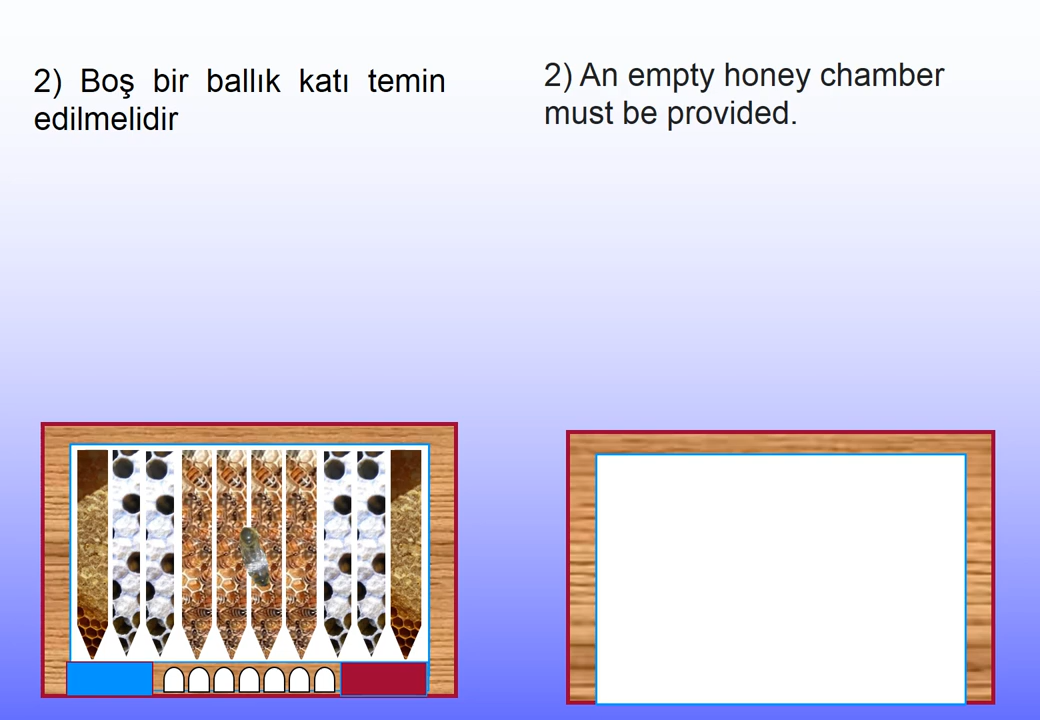 2) Boş bir ballık katı temin
edilmelidir
2) An empty honey chamber
must be provided.